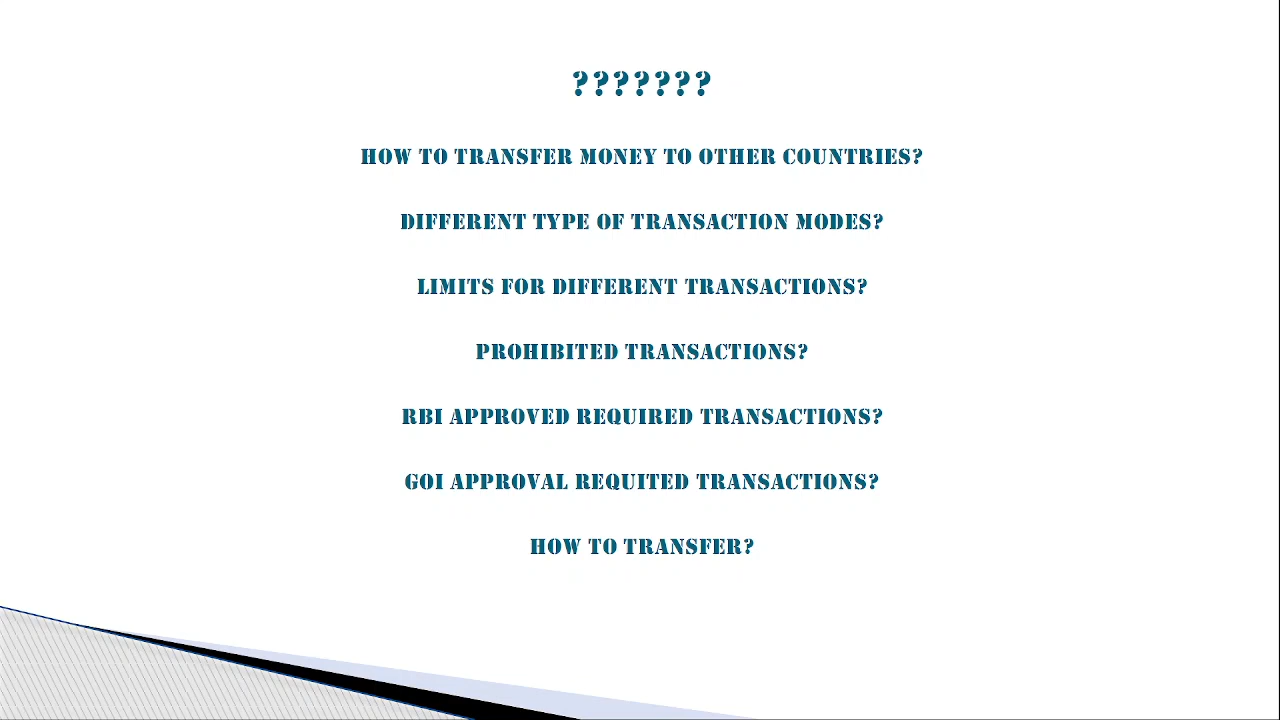 ???????
HOW TO TRANSFER MONEY TO OTHER COUNTRIES?
DIFFERENT TYPE OF TRANSACTION MODES?
LIMITS FOR DIFFERENT TRANSACTIONS?
PROHIBITED TRANSACTIONS?
RBI APPROVED REQUIRED TRANSACTIONS?
GOI APPROVAL REQUITED TRANSACTIONS?
HOW TO TRANSFER?